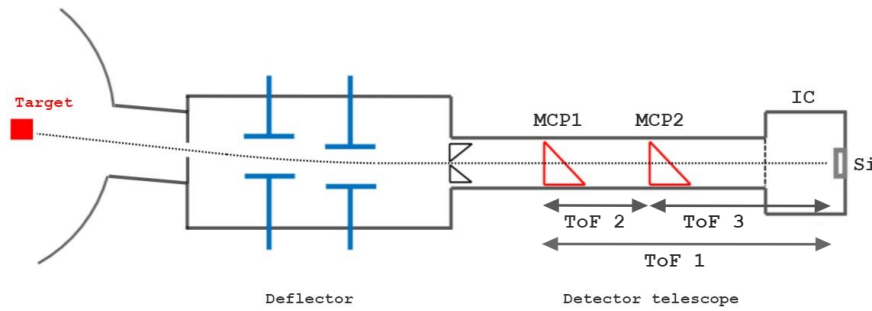 Target
MCP1
MCP2
IC
Si
ToF 2
ToF 3
ToF 1
Deflector
Detector telescope